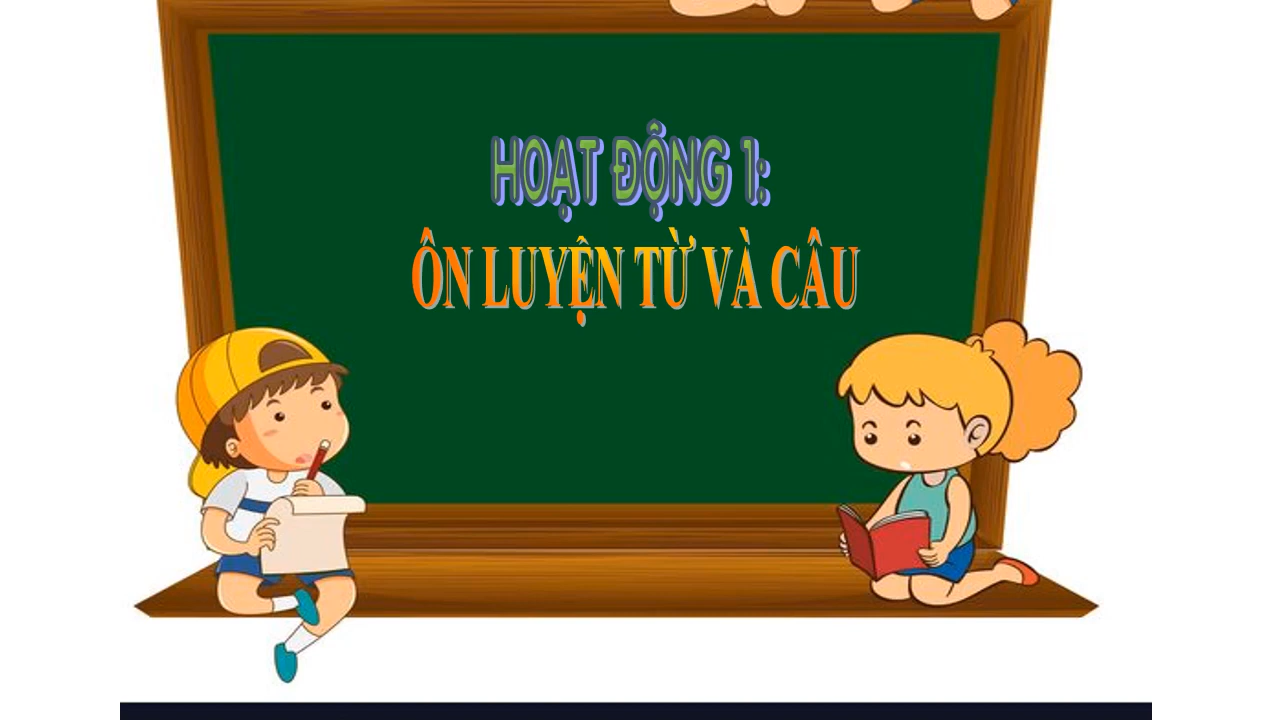 HOẠT ĐỘNG 1:
ÔN LUYỆN TỪ VÀ CÂU